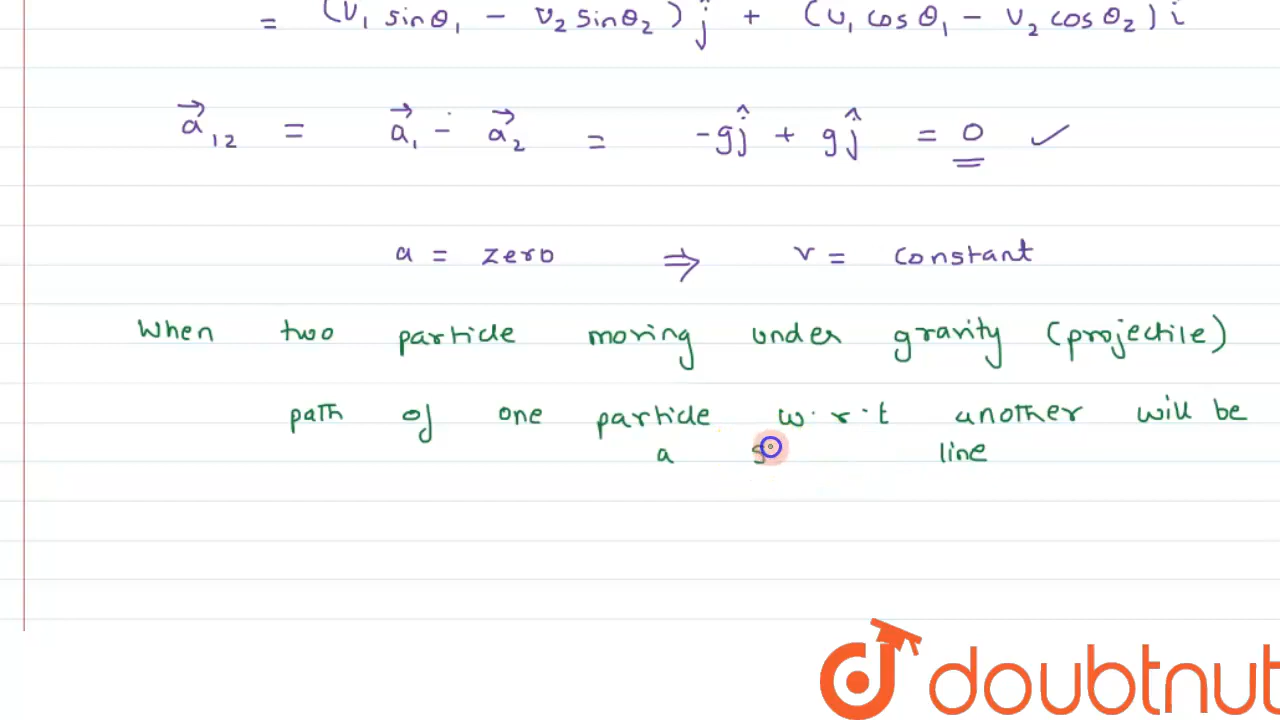 = (v₁ sinθ₁ - v₂ sinθ₂) ĵ + (v₁ cosθ₁ - v₂ cosθ₂) i
a⃗₁₂ = a⃗₁ - a⃗₂ = -gĵ + gĵ = 0 ✓
a = zero ⇒ v = constant
When two particle moving under gravity (projectile)
path of one particle w.r.t another will be
a s line
doubtnut